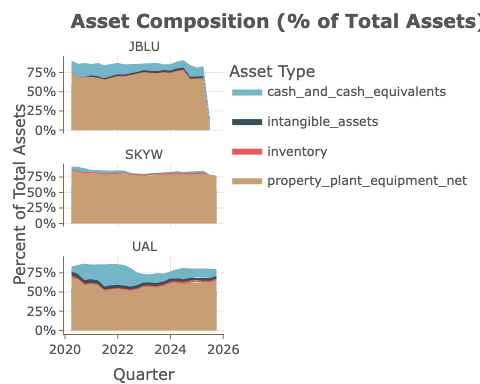 Asset Composition (% of Total Assets)
JBLU
75%
50%
25%
0%
SKYW
75%
50%
25%
0%
UAL
75%
50%
25%
0%
2020
2022
2024
2026
Quarter
Percent of Total Assets
Asset Type
cash_and_cash_equivalents
intangible_assets
inventory
property_plant_equipment_net